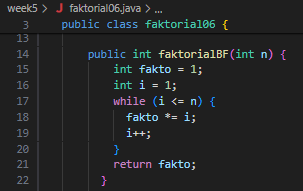 week5 > J faktorial06.java > ...
3 public class faktorial06 {
13
14 public int faktorialBF(int n) {
15 int fakto = 1;
16 int i = 1;
17 while (i <= n) {
18 fakto *= i;
19 i++;
20 }
21 return fakto;
22 }